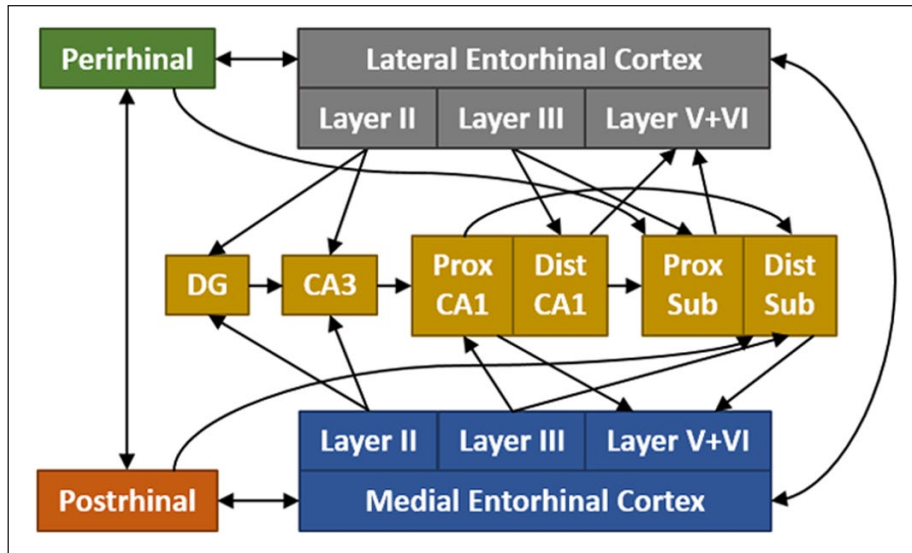 Perirhinal
Lateral Entorhinal Cortex
Layer II
Layer III
Layer V+VI
DG
CA3
Prox
CA1
Dist
CA1
Prox
Sub
Dist
Sub
Layer II
Layer III
Layer V+VI
Postrhinal
Medial Entorhinal Cortex